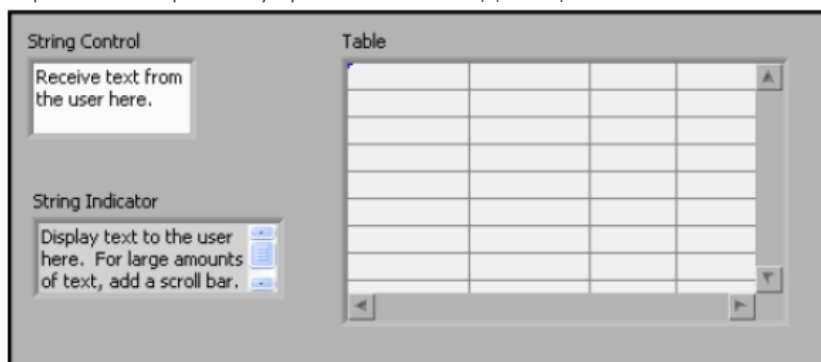 String Control
Receive text from
the user here.
String Indicator
Display text to the user
here. For large amounts
of text, add a scroll bar.
Table